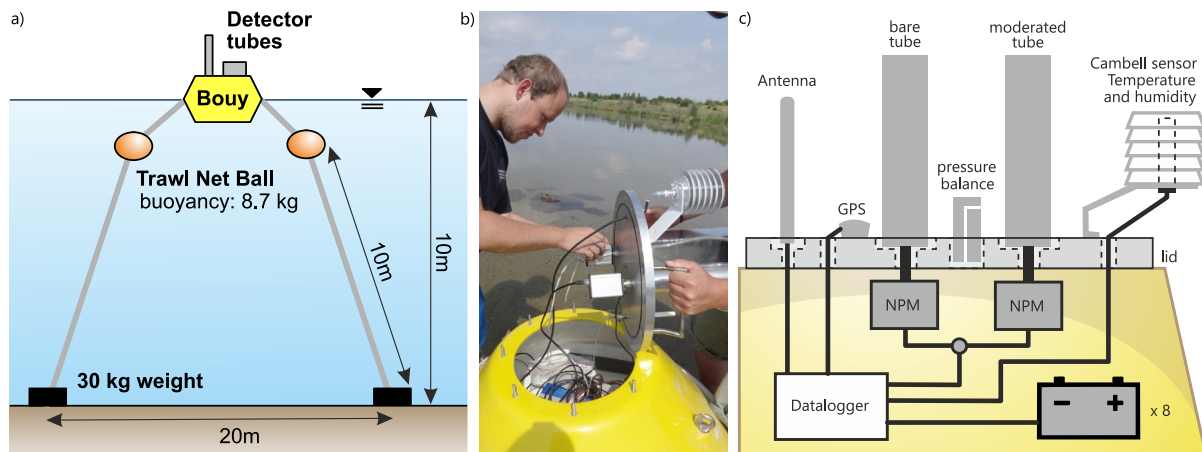 a)
Detector
tubes
Bouy
Trawl Net Ball
buoyancy: 8.7 kg
10m
10m
30 kg weight
20m
b)
c)
bare
tube
moderated
tube
Cambell sensor
Temperature
and humidity
Antenna
pressure
balance
GPS
lid
NPM
NPM
Datalogger
x 8